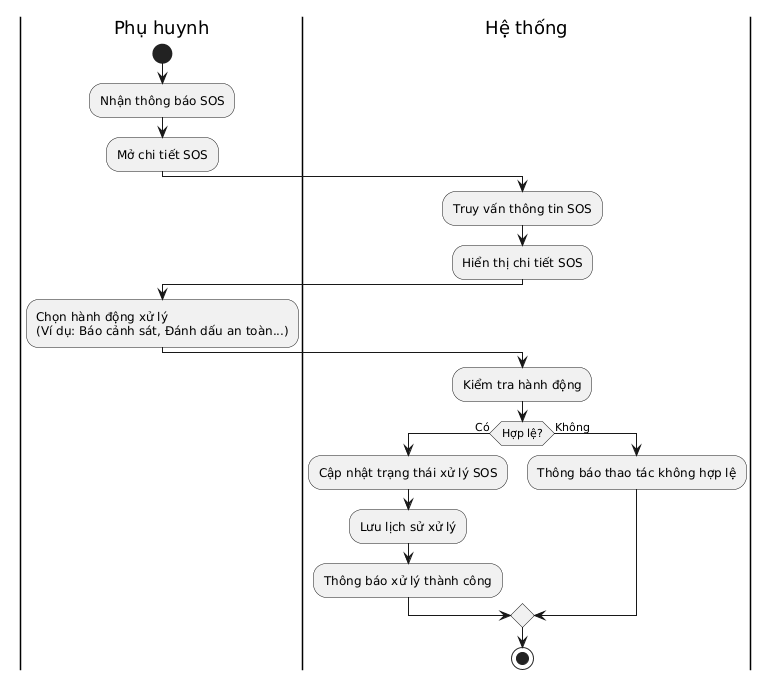 Phụ huynh
Hệ thống
Nhận thông báo SOS
Mở chi tiết SOS
Truy vấn thông tin SOS
Hiển thị chi tiết SOS
Chọn hành động xử lý
(Ví dụ: Báo cảnh sát, Đánh dấu an toàn...)
Kiểm tra hành động
Có
Hợp lệ?
Không
Cập nhật trạng thái xử lý SOS
Thông báo thao tác không hợp lệ
Lưu lịch sử xử lý
Thông báo xử lý thành công